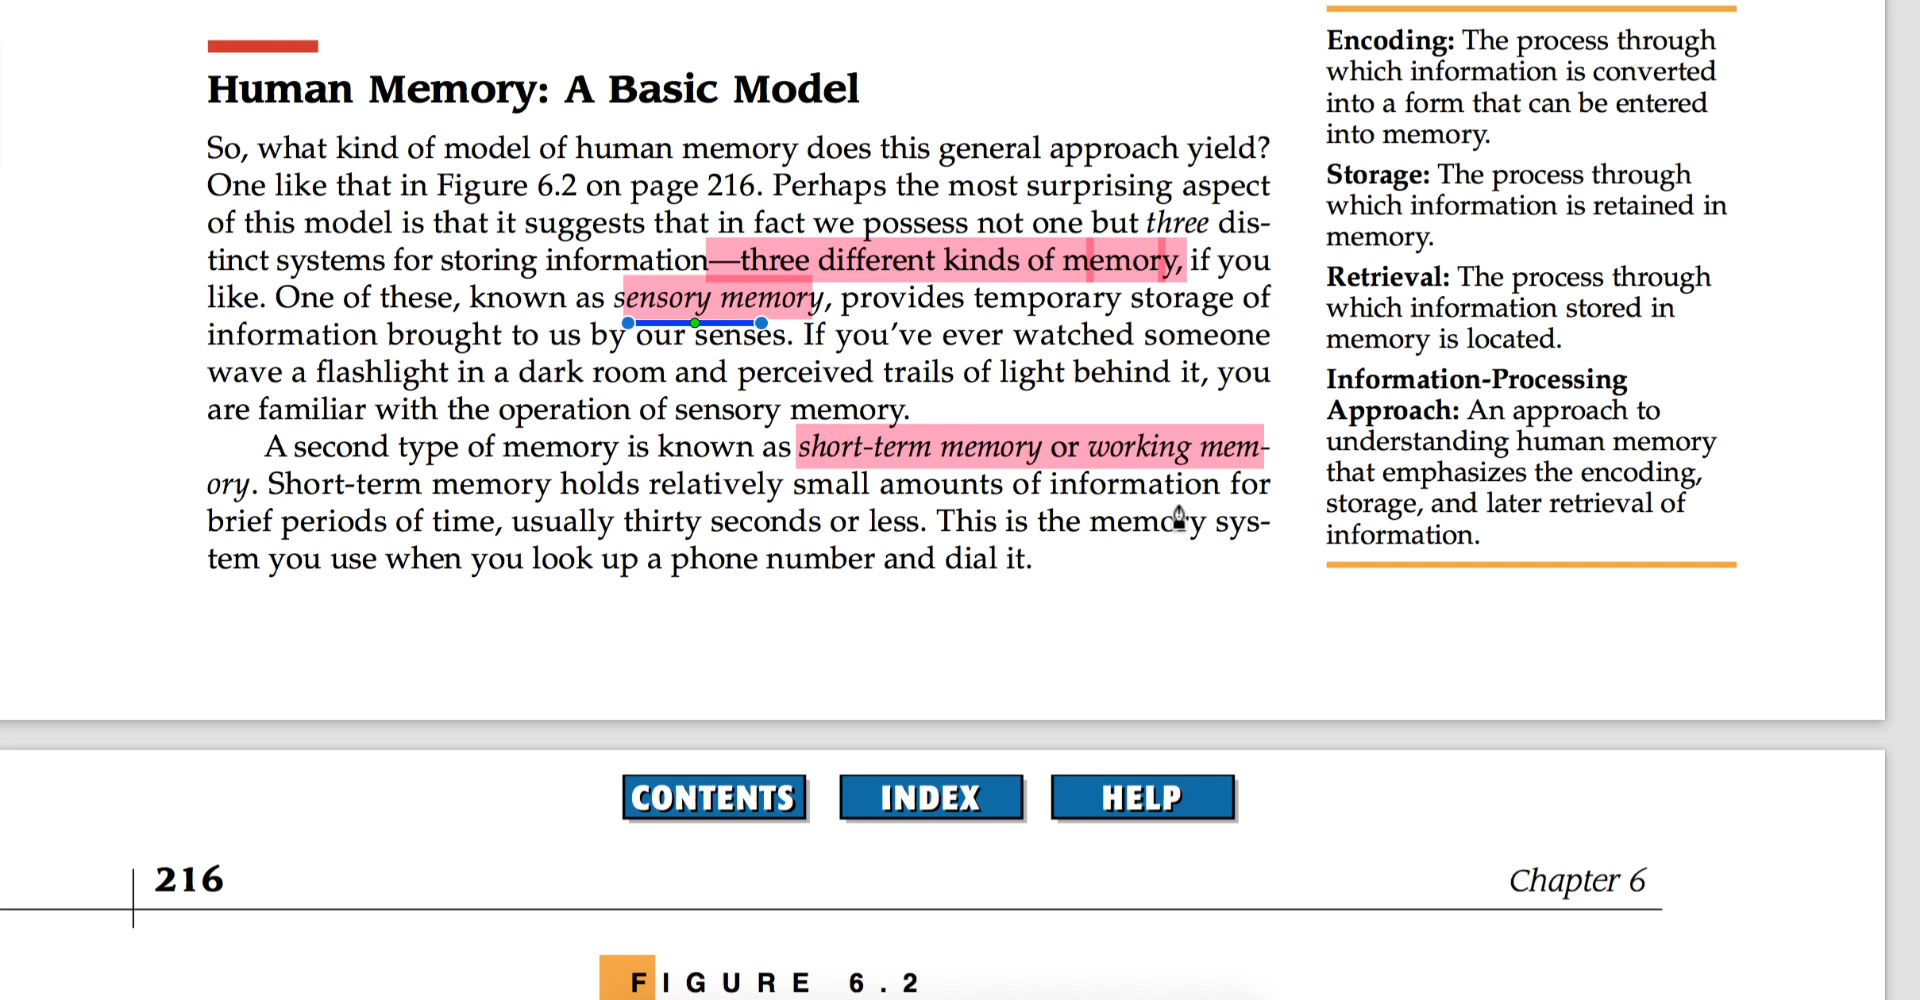 Human Memory: A Basic Model
So, what kind of model of human memory does this general approach yield?
One like that in Figure 6.2 on page 216. Perhaps the most surprising aspect
of this model is that it suggests that in fact we possess not one but three dis-
tinct systems for storing information—three different kinds of memory, if you
like. One of these, known as sensory memory, provides temporary storage of
information brought to us by our senses. If you've ever watched someone
wave a flashlight in a dark room and perceived trails of light behind it, you
are familiar with the operation of sensory memory.
A second type of memory is known as short-term memory or working mem-
ory. Short-term memory holds relatively small amounts of information for
brief periods of time, usually thirty seconds or less. This is the memory sys-
tem you use when you look up a phone number and dial it.
Encoding: The process through
which information is converted
into a form that can be entered
into memory.
Storage: The process through
which information is retained in
memory.
Retrieval: The process through
which information stored in
memory is located.
Information-Processing
Approach: An approach to
understanding human memory
that emphasizes the encoding,
storage, and later retrieval of
information.
CONTENTS INDEX HELP
216 Chapter 6
FIGURE 6.2